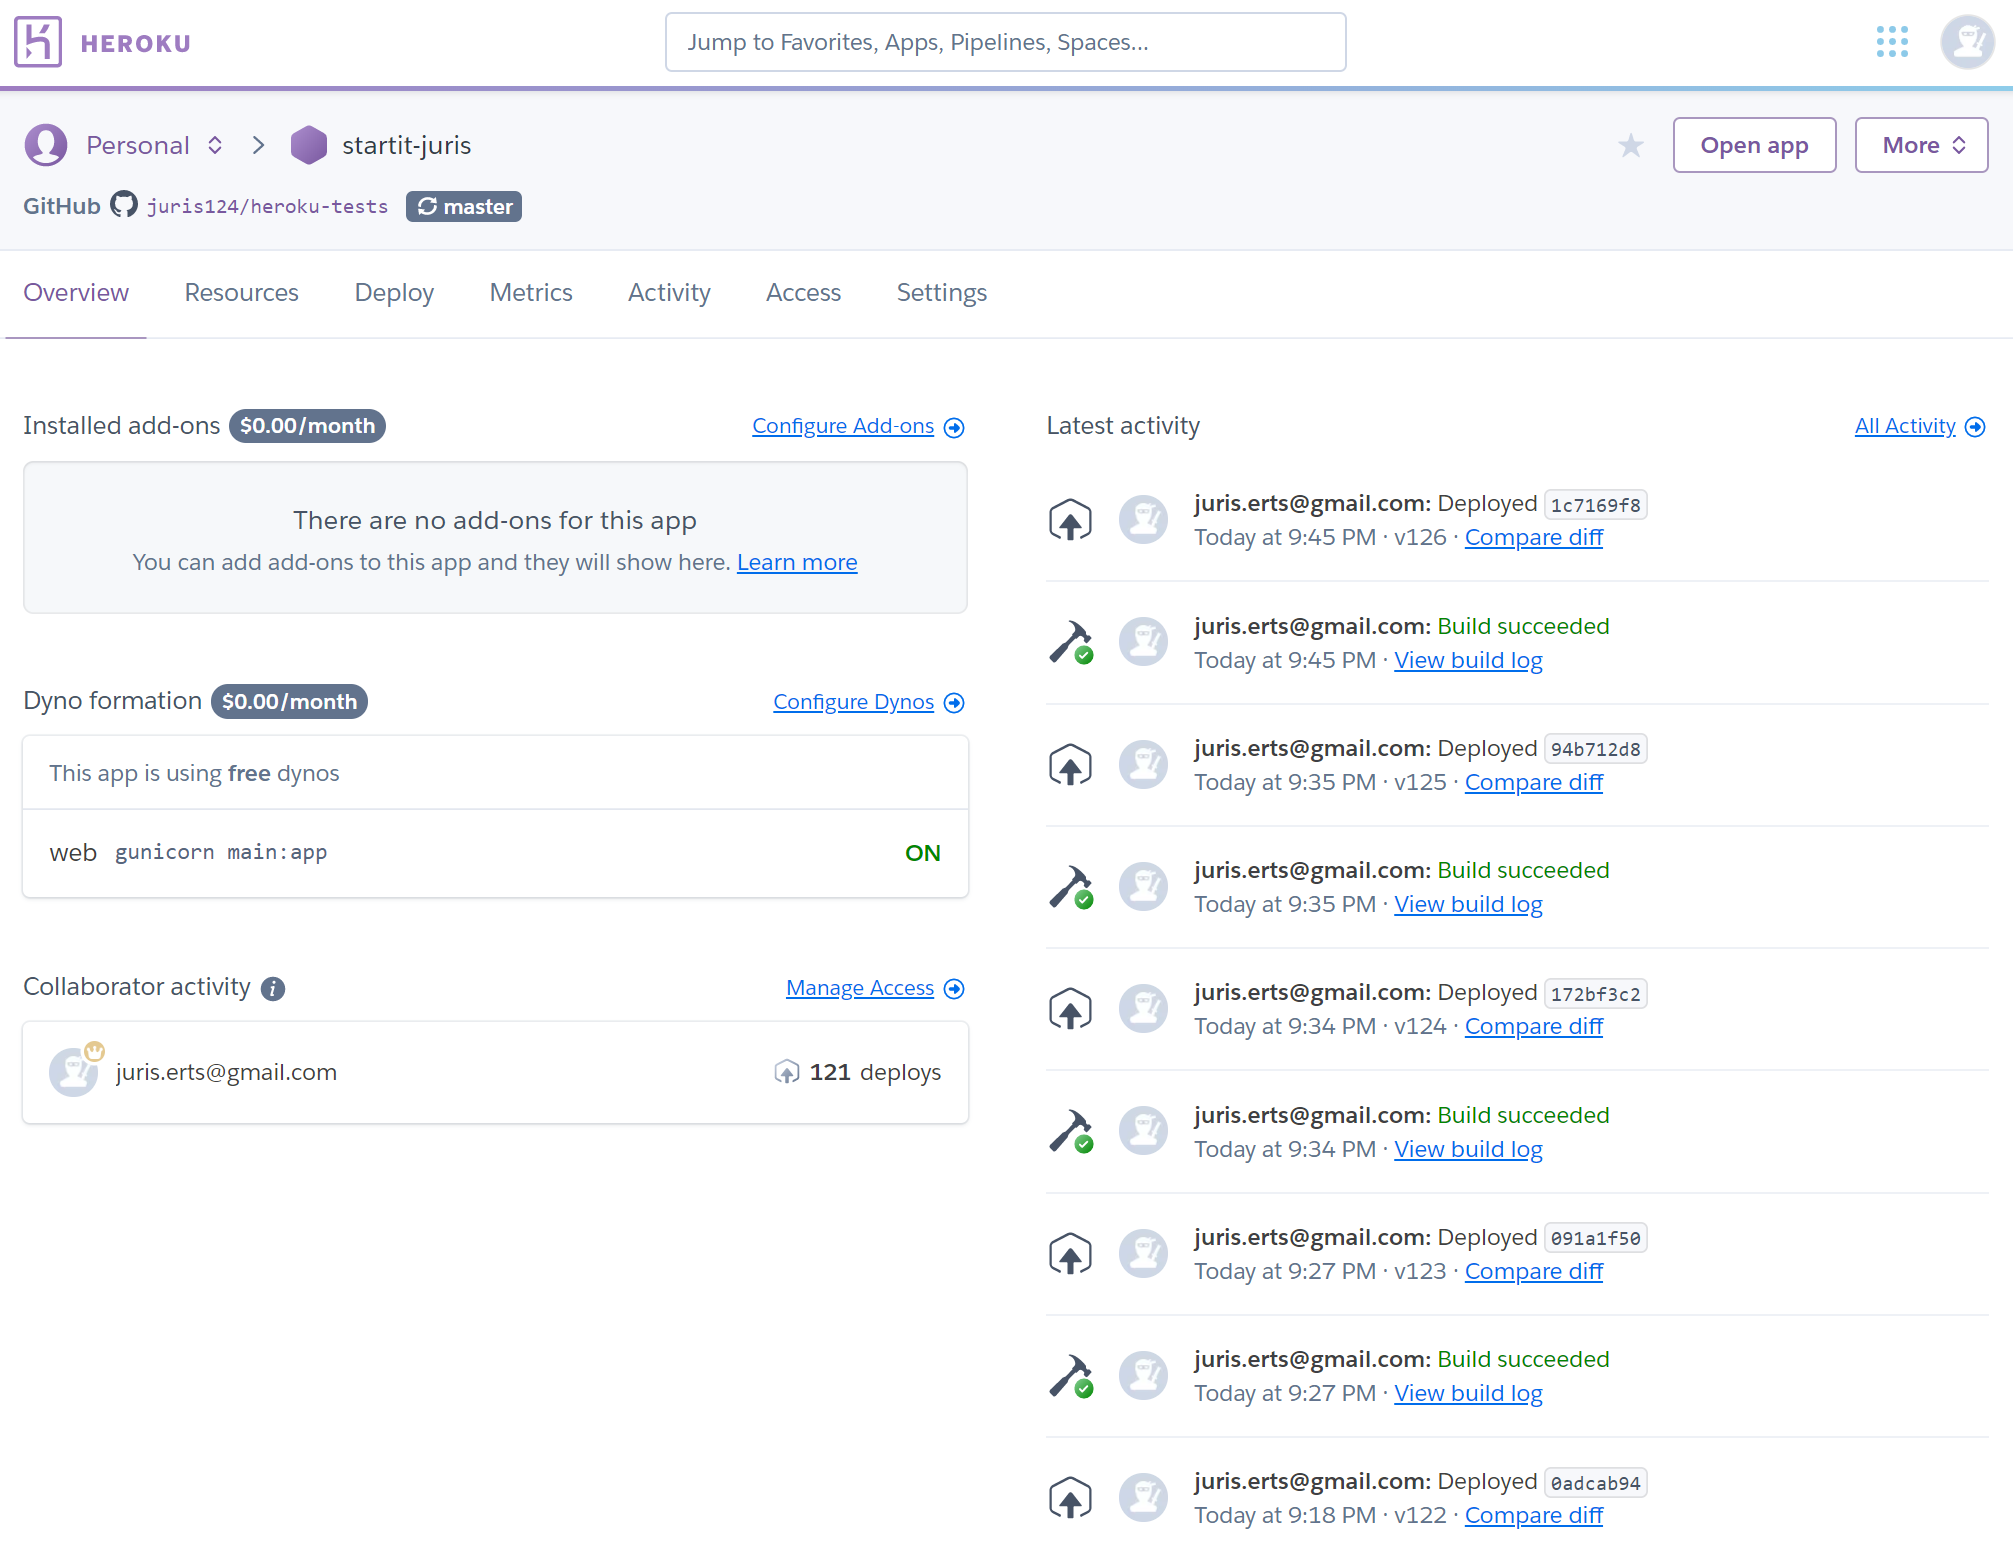 HEROKU
Jump to Favorites, Apps, Pipelines, Spaces...
Personal
startit-juris
Open app
More
GitHub juris124/heroku-tests master
Overview Resources Deploy Metrics Activity Access Settings
Installed add-ons $0.00/month Configure Add-ons
There are no add-ons for this app
You can add add-ons to this app and they will show here. Learn more
Dyno formation $0.00/month Configure Dynos
This app is using free dynos
web gunicorn main:app ON
Collaborator activity Manage Access
juris.erts@gmail.com 121 deploys
Latest activity All Activity
juris.erts@gmail.com: Deployed 1c7169f8
Today at 9:45 PM · v126 · Compare diff
juris.erts@gmail.com: Build succeeded
Today at 9:45 PM · View build log
juris.erts@gmail.com: Deployed 94b712d8
Today at 9:35 PM · v125 · Compare diff
juris.erts@gmail.com: Build succeeded
Today at 9:35 PM · View build log
juris.erts@gmail.com: Deployed 172bf3c2
Today at 9:34 PM · v124 · Compare diff
juris.erts@gmail.com: Build succeeded
Today at 9:34 PM · View build log
juris.erts@gmail.com: Deployed 091a1f50
Today at 9:27 PM · v123 · Compare diff
juris.erts@gmail.com: Build succeeded
Today at 9:27 PM · View build log
juris.erts@gmail.com: Deployed 0adcab94
Today at 9:18 PM · v122 · Compare diff